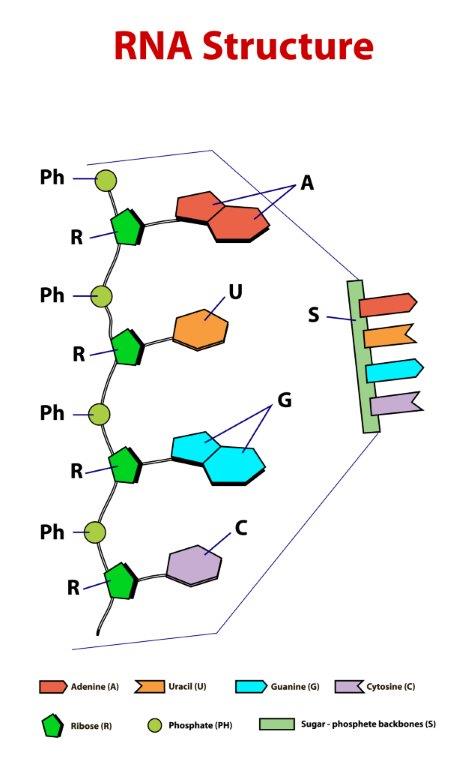 RNA Structure
Ph
A
R
Ph
U
S
R
Ph
G
R
Ph
C
R
Adenine (A) Uracil (U) Guanine (G) Cytosine (C)
Ribose (R) Phosphate (PH) Sugar - phosphete backbones (S)